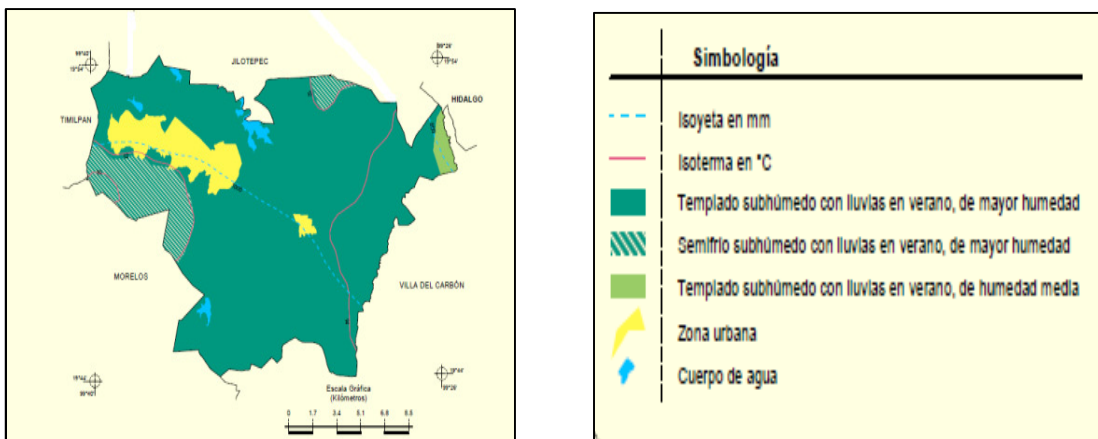 JILOTEPEC
HIDALGO
TIMILPAN
MORELOS
VILLA DEL CARBÓN
Escala Gráfica
(Kilómetros)
0 1.7 3.4 5.1 6.8 8.5
Simbología
Isoyeta en mm
Isoterma en °C
Templado subhúmedo con lluvias en verano, de mayor humedad
Semifrío subhúmedo con lluvias en verano, de mayor humedad
Templado subhúmedo con lluvias en verano, de humedad media
Zona urbana
Cuerpo de agua